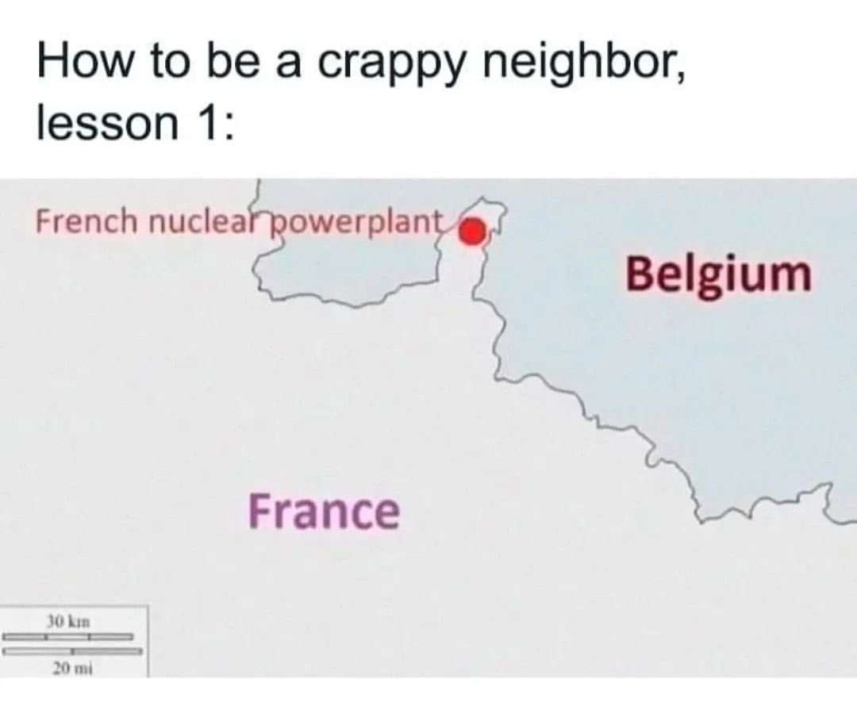 How to be a crappy neighbor,
lesson 1:
French nuclear powerplant
Belgium
France
30 km
20 mi